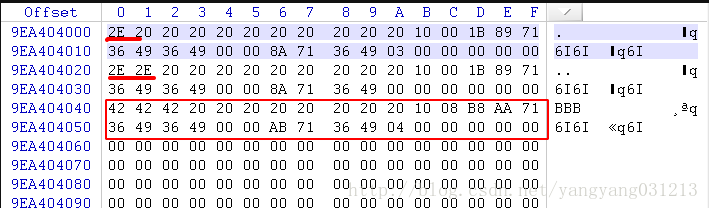 Offset 0 1 2 3 4 5 6 7 8 9 A B C D E F
9EA404000 2E 20 20 20 20 20 20 20 20 20 20 10 00 1B 89 71 . ▌q
9EA404010 36 49 36 49 00 00 8A 71 36 49 03 00 00 00 00 00 6I6I ▌q6I
9EA404020 2E 2E 20 20 20 20 20 20 20 20 20 10 00 1B 89 71 .. ▌q
9EA404030 36 49 36 49 00 00 8A 71 36 49 00 00 00 00 00 00 6I6I ▌q6I
9EA404040 42 42 42 20 20 20 20 20 20 20 20 10 08 B8 AA 71 BBB ¸ªq
9EA404050 36 49 36 49 00 00 AB 71 36 49 04 00 00 00 00 00 6I6I «q6I
9EA404060 00 00 00 00 00 00 00 00 00 00 00 00 00 00 00 00
9EA404070 00 00 00 00 00 00 00 00 00 00 00 00 00 00 00 00
9EA404080 00 00 00 00 00 00 00 00 00 00 00 00 00 00 00 00
9EA404090 00 00 00 00 00 00 00 00 00 00 00 00 00 00 00 00
http://blog.csdn.net/yangyang031213